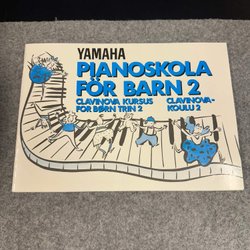 YAMAHA
PIANOSKOLA
FÖR BARN 2
CLAVINOVA KURSUS CLAVINOVA-
FOR BØRN TRIN 2 KOULU 2